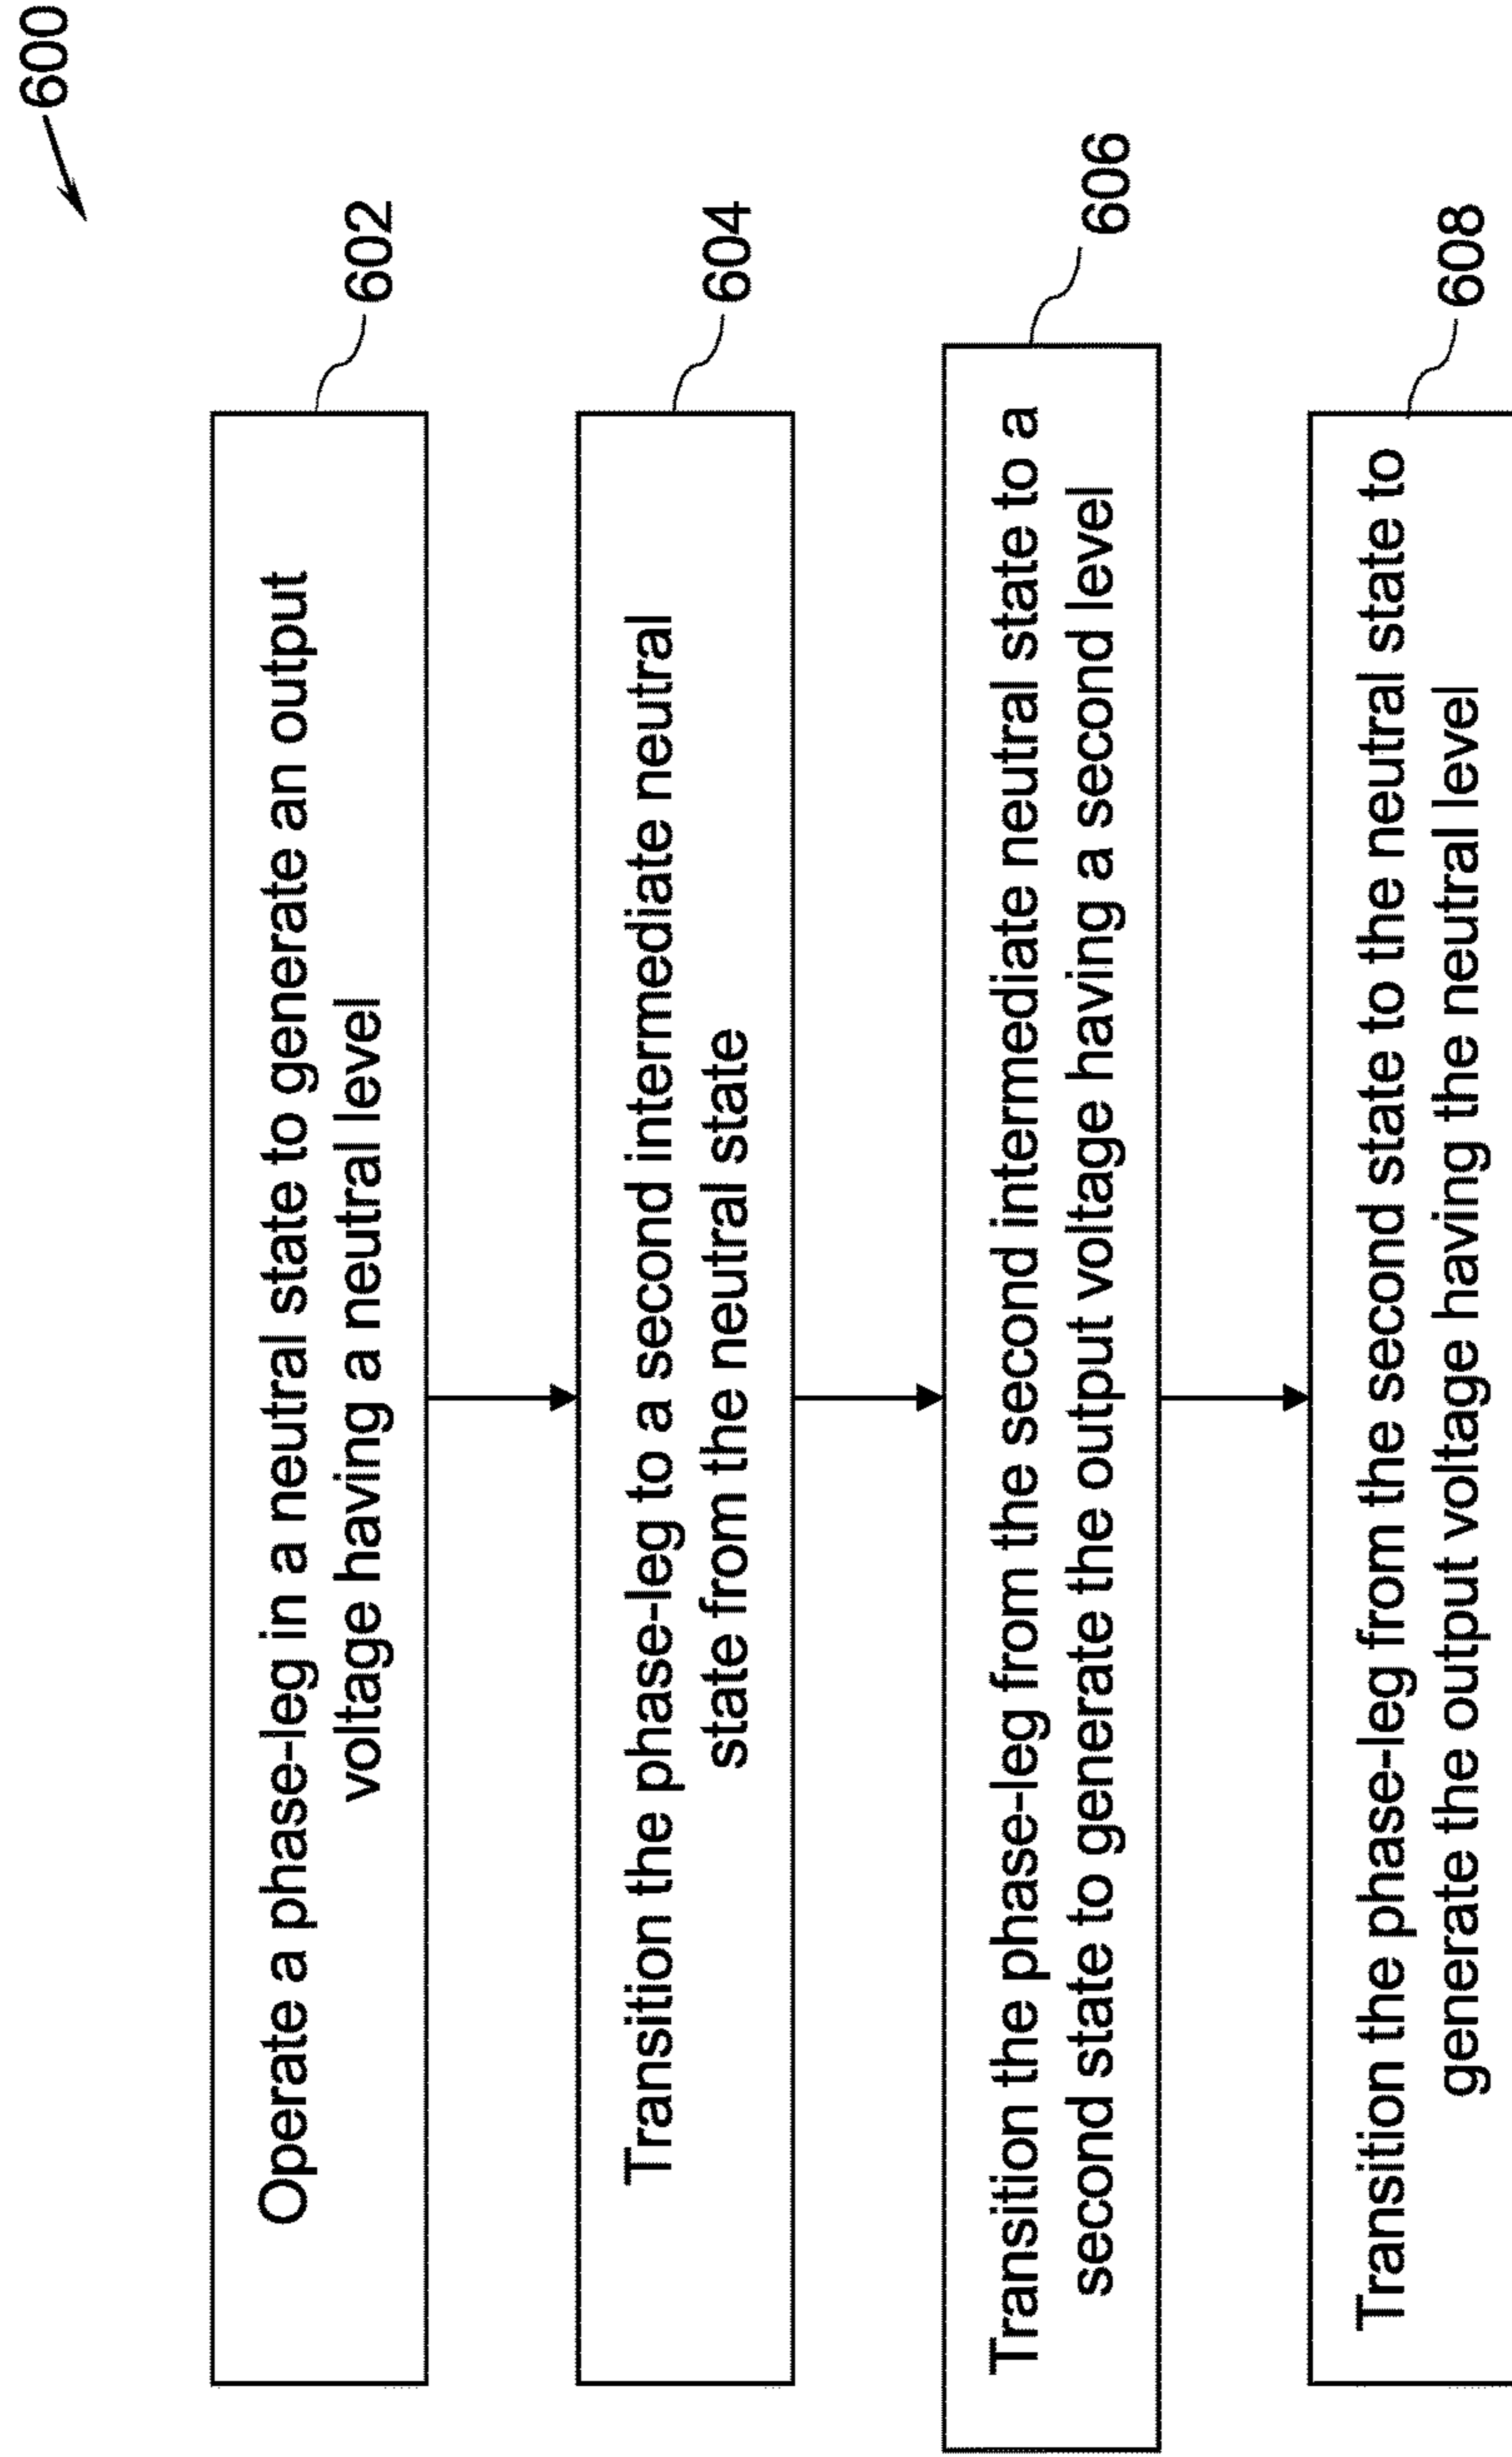 600
Operate a phase-leg in a neutral state to generate an output
voltage having a neutral level
602
Transition the phase-leg to a second intermediate neutral
state from the neutral state
604
Transition the phase-leg from the second intermediate neutral state to a
second state to generate the output voltage having a second level
606
Transition the phase-leg from the second state to the neutral state to
generate the output voltage having the neutral level
608